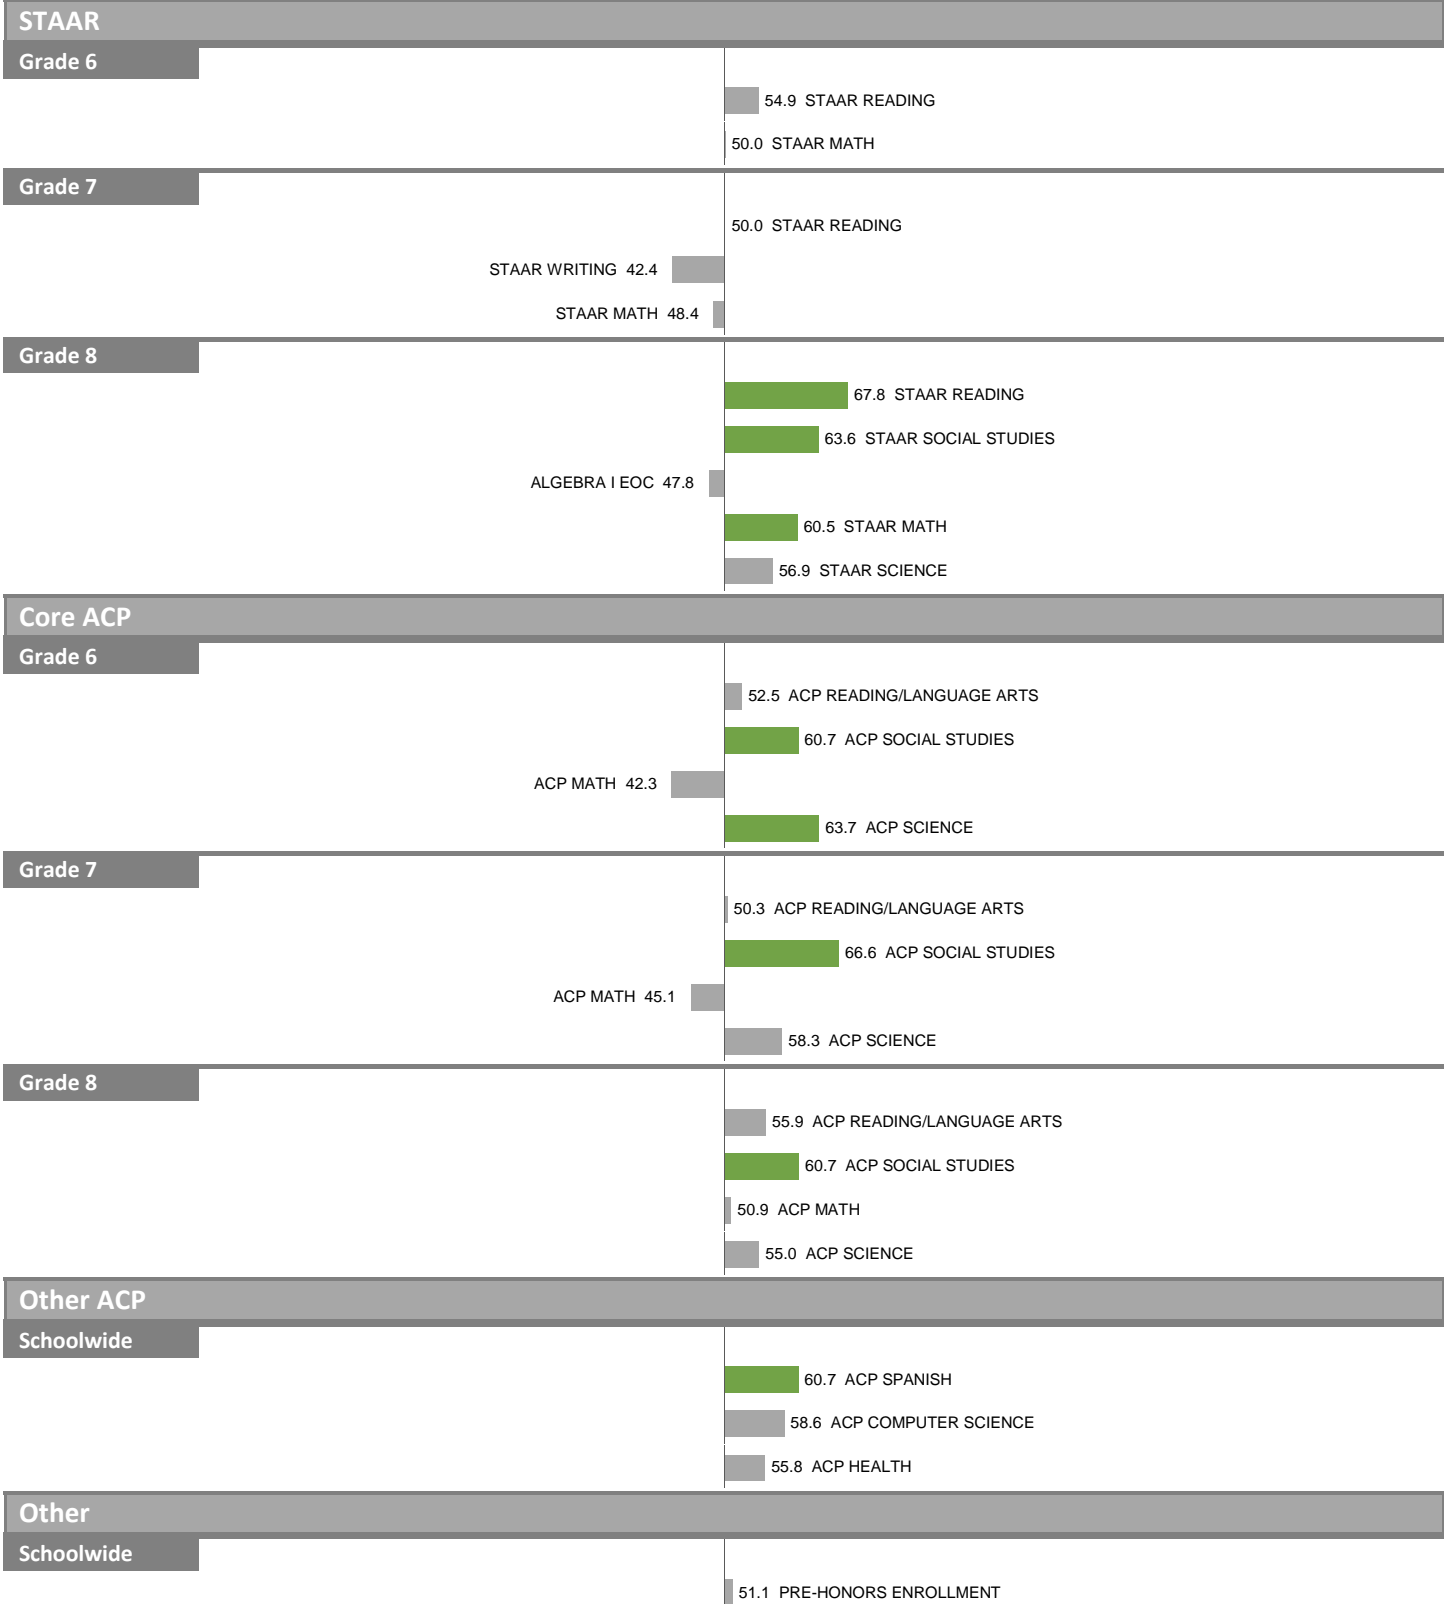 STAAR
Grade 6
54.9 STAAR READING
50.0 STAAR MATH
Grade 7
50.0 STAAR READING
STAAR WRITING 42.4
STAAR MATH 48.4
Grade 8
67.8 STAAR READING
63.6 STAAR SOCIAL STUDIES
ALGEBRA I EOC 47.8
60.5 STAAR MATH
56.9 STAAR SCIENCE
Core ACP
Grade 6
52.5 ACP READING/LANGUAGE ARTS
60.7 ACP SOCIAL STUDIES
ACP MATH 42.3
63.7 ACP SCIENCE
Grade 7
50.3 ACP READING/LANGUAGE ARTS
66.6 ACP SOCIAL STUDIES
ACP MATH 45.1
58.3 ACP SCIENCE
Grade 8
55.9 ACP READING/LANGUAGE ARTS
60.7 ACP SOCIAL STUDIES
50.9 ACP MATH
55.0 ACP SCIENCE
Other ACP
Schoolwide
60.7 ACP SPANISH
58.6 ACP COMPUTER SCIENCE
55.8 ACP HEALTH
Other
Schoolwide
51.1 PRE-HONORS ENROLLMENT